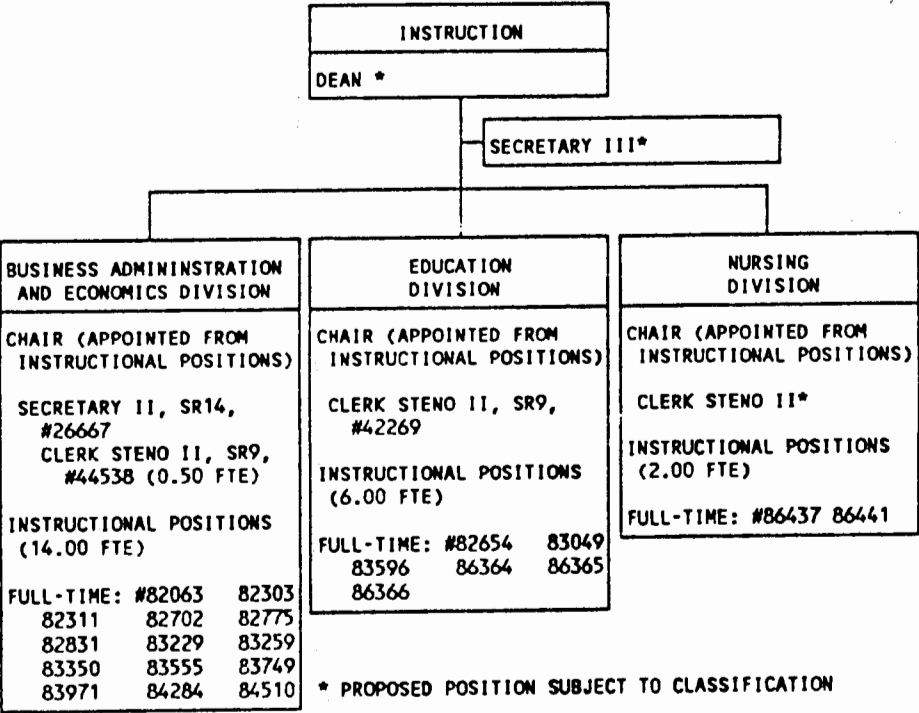 INSTRUCTION
DEAN *
SECRETARY III*
BUSINESS ADMININSTRATION
AND ECONOMICS DIVISION
CHAIR (APPOINTED FROM
INSTRUCTIONAL POSITIONS)
SECRETARY II, SR14,
#26667
CLERK STENO II, SR9,
#44538 (0.50 FTE)
INSTRUCTIONAL POSITIONS
(14.00 FTE)
FULL-TIME: #82063 82303
82311 82702 82775
82831 83229 83259
83350 83555 83749
83971 84284 84510
EDUCATION
DIVISION
CHAIR (APPOINTED FROM
INSTRUCTIONAL POSITIONS)
CLERK STENO II, SR9,
#42269
INSTRUCTIONAL POSITIONS
(6.00 FTE)
FULL-TIME: #82654 83049
83596 86364 86365
86366
NURSING
DIVISION
CHAIR (APPOINTED FROM
INSTRUCTIONAL POSITIONS)
CLERK STENO II*
INSTRUCTIONAL POSITIONS
(2.00 FTE)
FULL-TIME: #86437 86441
* PROPOSED POSITION SUBJECT TO CLASSIFICATION